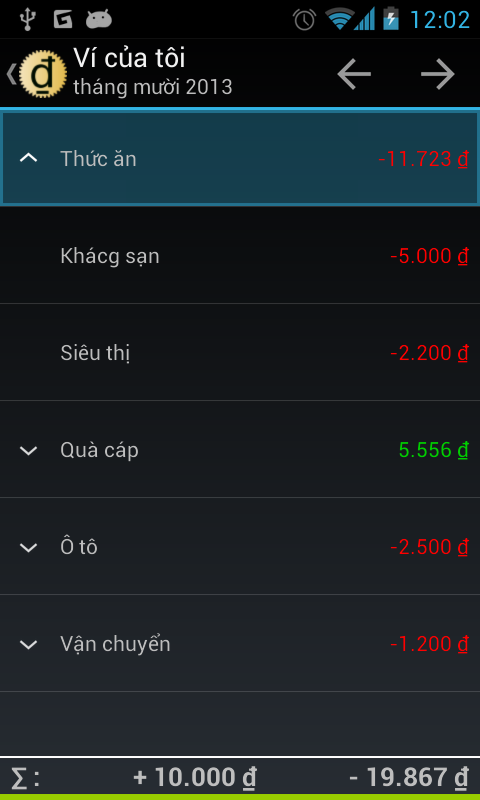 12:02
Ví của tôi
tháng mười 2013
Thức ăn -11.723 ₫
Khácg sạn -5.000 ₫
Siêu thị -2.200 ₫
Quà cáp 5.556 ₫
Ô tô -2.500 ₫
Vận chuyển -1.200 ₫
∑ : + 10.000 ₫ - 19.867 ₫